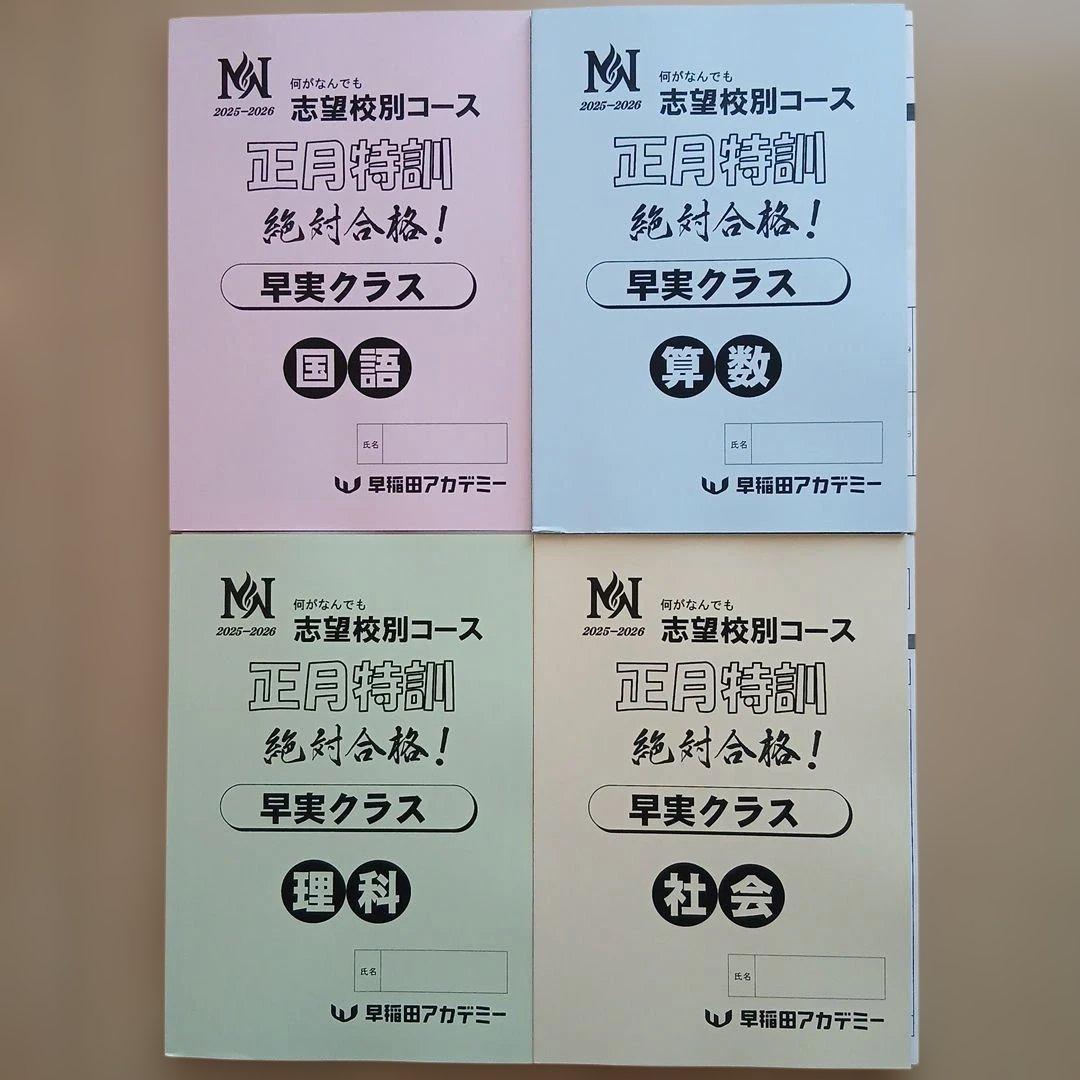 NN 何がなんでも
2025-2026 志望校別コース
正月特訓
絶対合格!
早実クラス
国語
氏名
早稲田アカデミー
NN 何がなんでも
2025-2026 志望校別コース
正月特訓
絶対合格!
早実クラス
算数
氏名
早稲田アカデミー
NN 何がなんでも
2025-2026 志望校別コース
正月特訓
絶対合格!
早実クラス
理科
氏名
早稲田アカデミー
NN 何がなんでも
2025-2026 志望校別コース
正月特訓
絶対合格!
早実クラス
社会
氏名
早稲田アカデミー